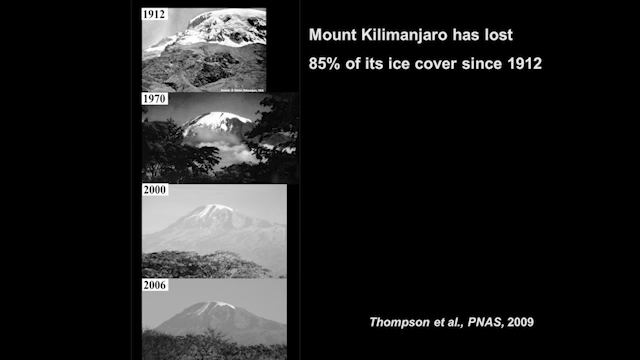 1912
1970
2000
2006
Mount Kilimanjaro has lost
85% of its ice cover since 1912
Thompson et al., PNAS, 2009